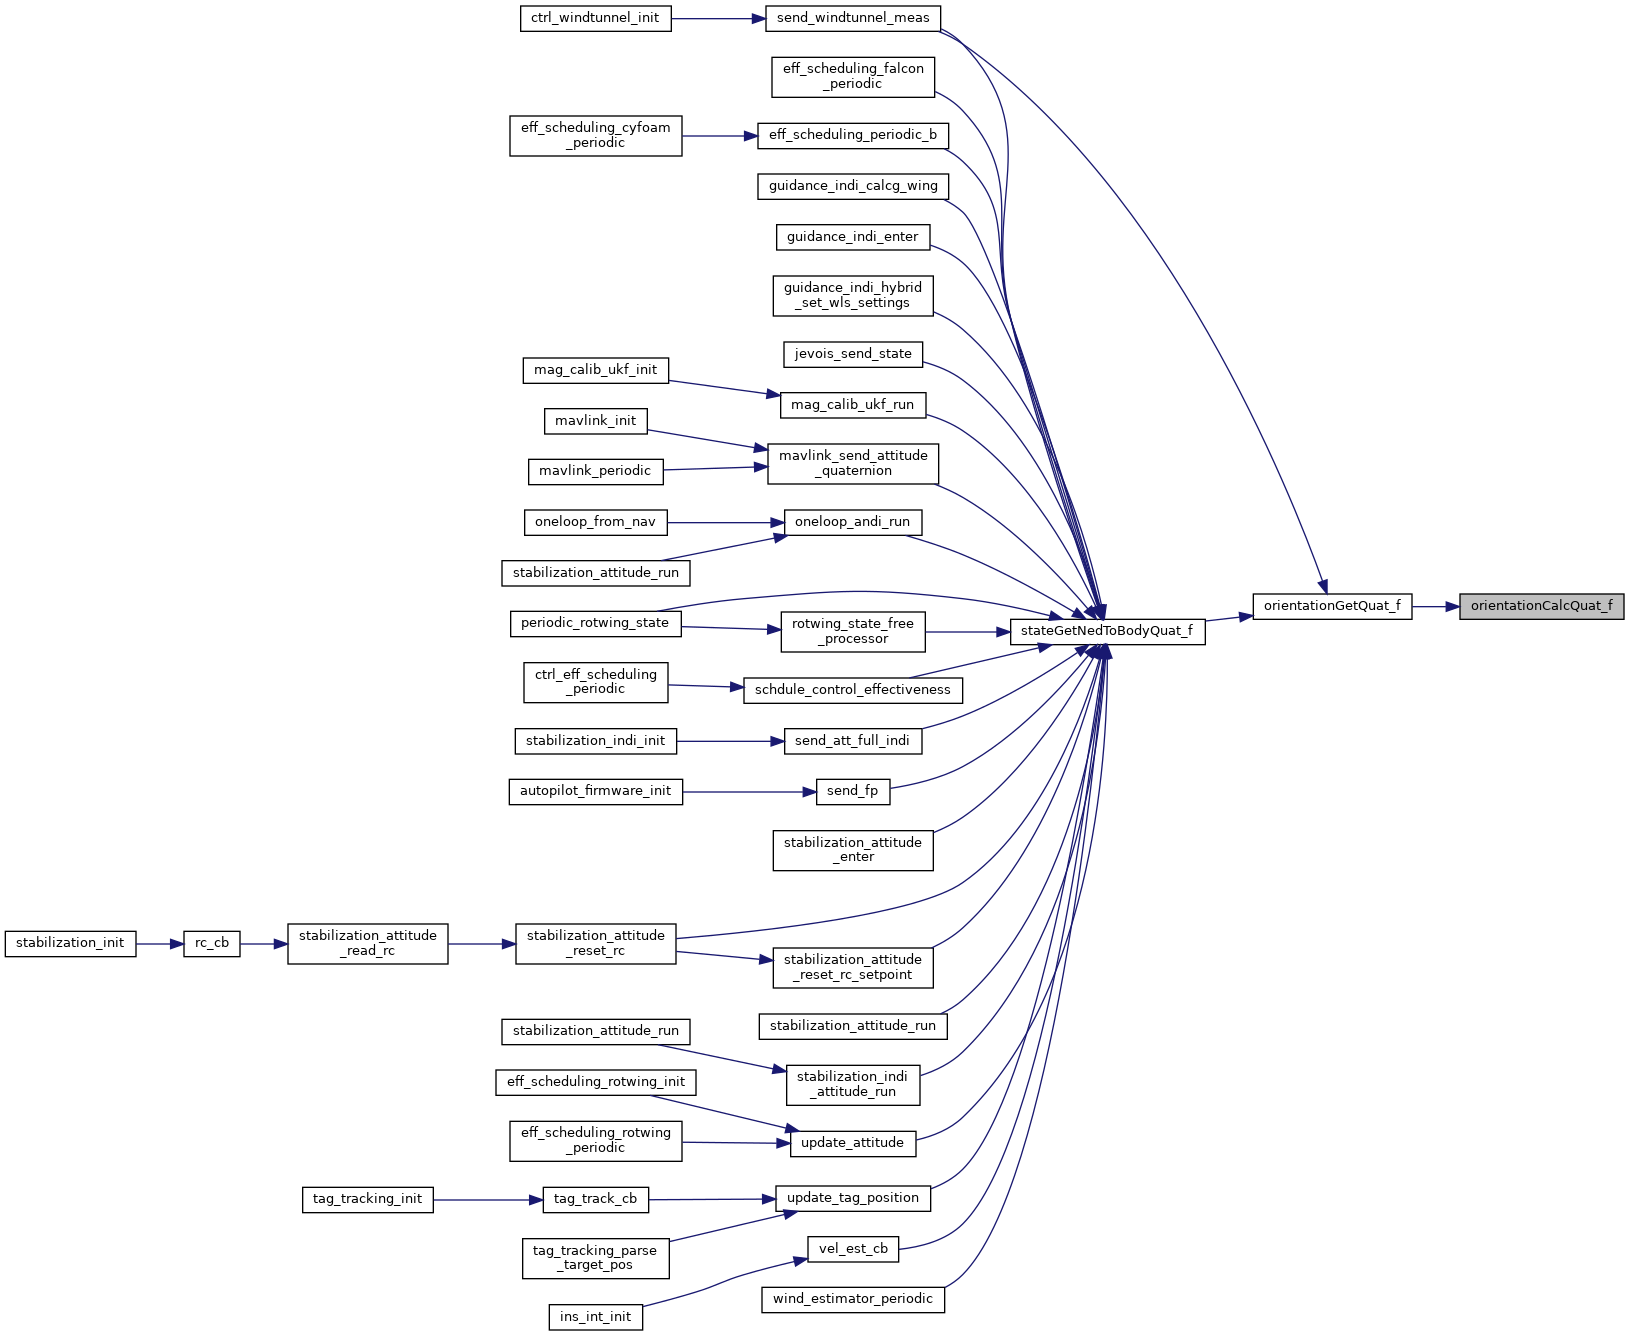 ctrl_windtunnel_init
send_windtunnel_meas
eff_scheduling_falcon
_periodic
eff_scheduling_cyfoam
_periodic
eff_scheduling_periodic_b
guidance_indi_calcg_wing
guidance_indi_enter
guidance_indi_hybrid
_set_wls_settings
jevois_send_state
mag_calib_ukf_init
mag_calib_ukf_run
mavlink_init
mavlink_send_attitude
_quaternion
mavlink_periodic
oneloop_from_nav
oneloop_andi_run
stabilization_attitude_run
periodic_rotwing_state
rotwing_state_free
_processor
stateGetNedToBodyQuat_f
orientationGetQuat_f
orientationCalcQuat_f
ctrl_eff_scheduling
_periodic
schdule_control_effectiveness
stabilization_indi_init
send_att_full_indi
autopilot_firmware_init
send_fp
stabilization_attitude
_enter
stabilization_init
rc_cb
stabilization_attitude
_read_rc
stabilization_attitude
_reset_rc
stabilization_attitude
_reset_rc_setpoint
stabilization_attitude_run
stabilization_attitude_run
stabilization_indi
_attitude_run
eff_scheduling_rotwing_init
eff_scheduling_rotwing
_periodic
update_attitude
tag_tracking_init
tag_track_cb
update_tag_position
tag_tracking_parse
_target_pos
vel_est_cb
wind_estimator_periodic
ins_int_init